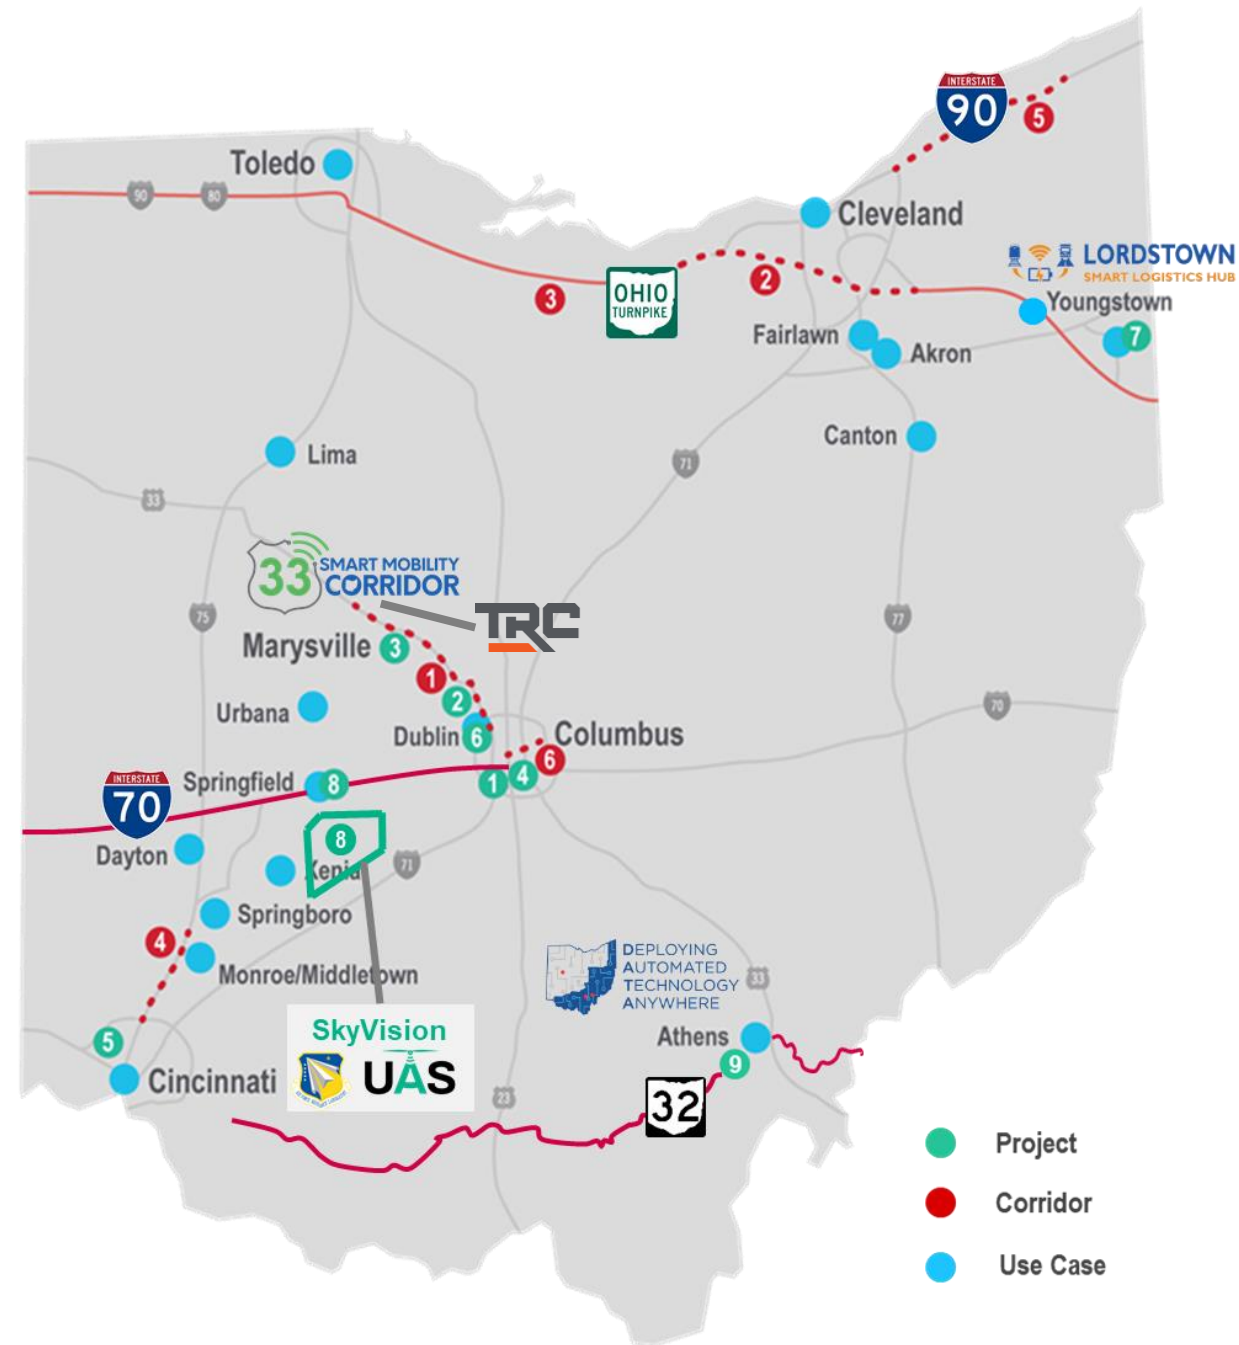 INTERSTATE
90
5
Toledo
90
80
Cleveland
LORDSTOWN
SMART LOGISTICS HUB
2
3
OHIO
TURNPIKE
Youngstown
7
Fairlawn
Akron
Canton
Lima
71
33
33
SMART MOBILITY
CORRIDOR
TRC
75
77
Marysville
3
1
2
70
Urbana
Dublin
6
Columbus
6
INTERSTATE
70
Springfield
8
1
4
8
Dayton
Xenia
71
Springboro
4
Monroe/Middletown
DEPLOYING
AUTOMATED
TECHNOLOGY
ANYWHERE
33
SkyVision
UAS
5
Cincinnati
Athens
9
32
23
Project
Corridor
Use Case